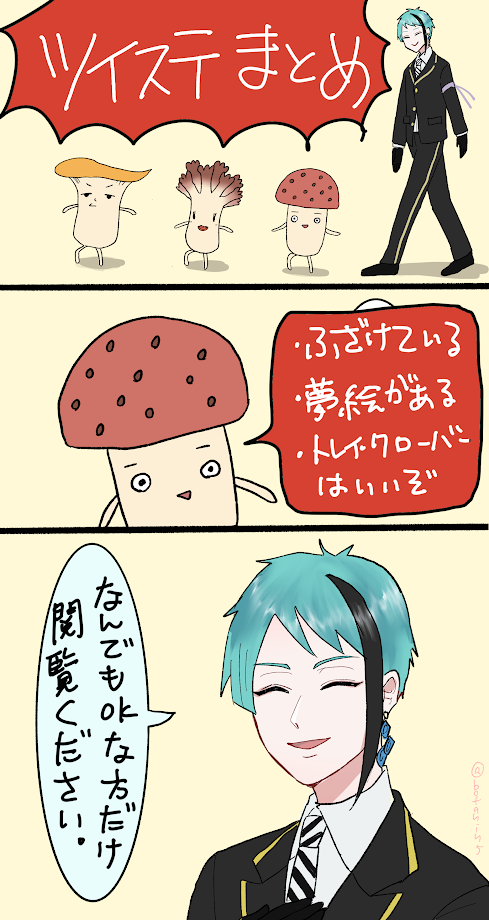 ツイステまとめ
・ふざけている
・夢絵がある
・トレイ・クローバー
はいいぞ
なんでもokな方だけ
閲覧ください.